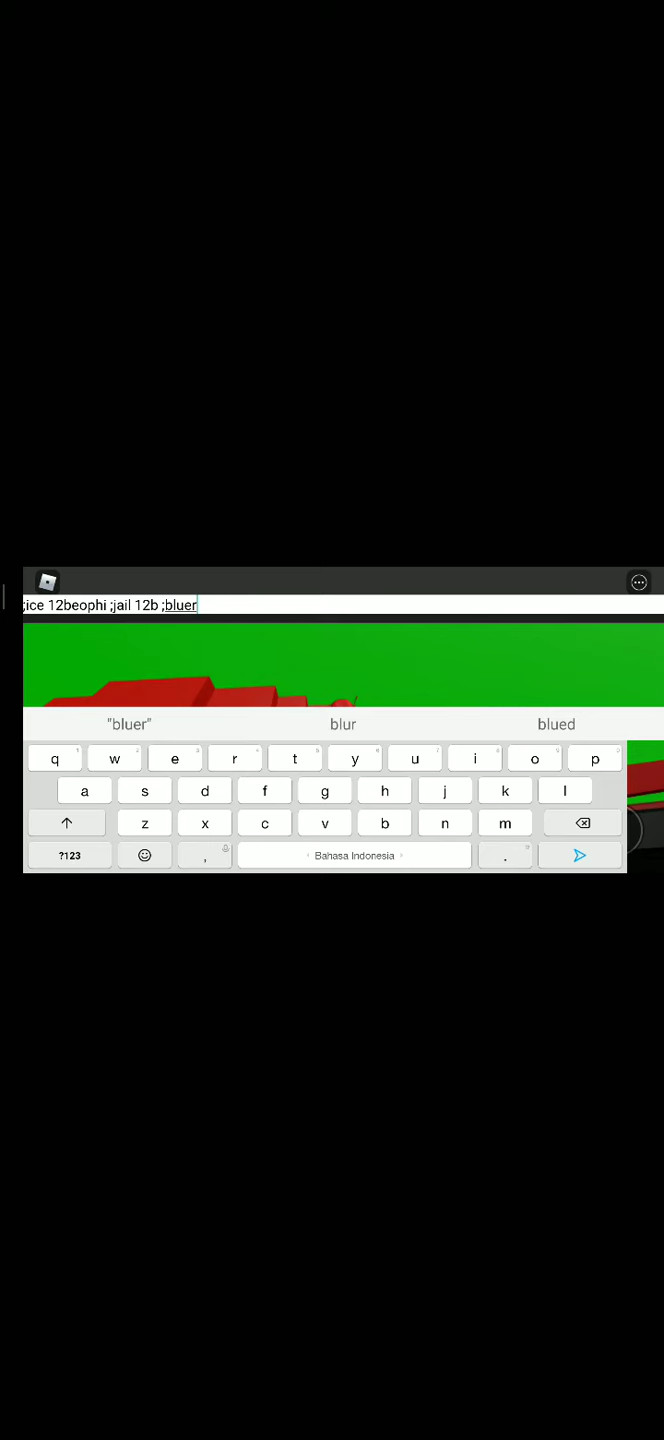 ;ice 12beophi ;jail 12b ;bluer
"bluer" blur blued
q w e r t y u i o p
a s d f g h j k l
z x c v b n m
?123 , Bahasa Indonesia .